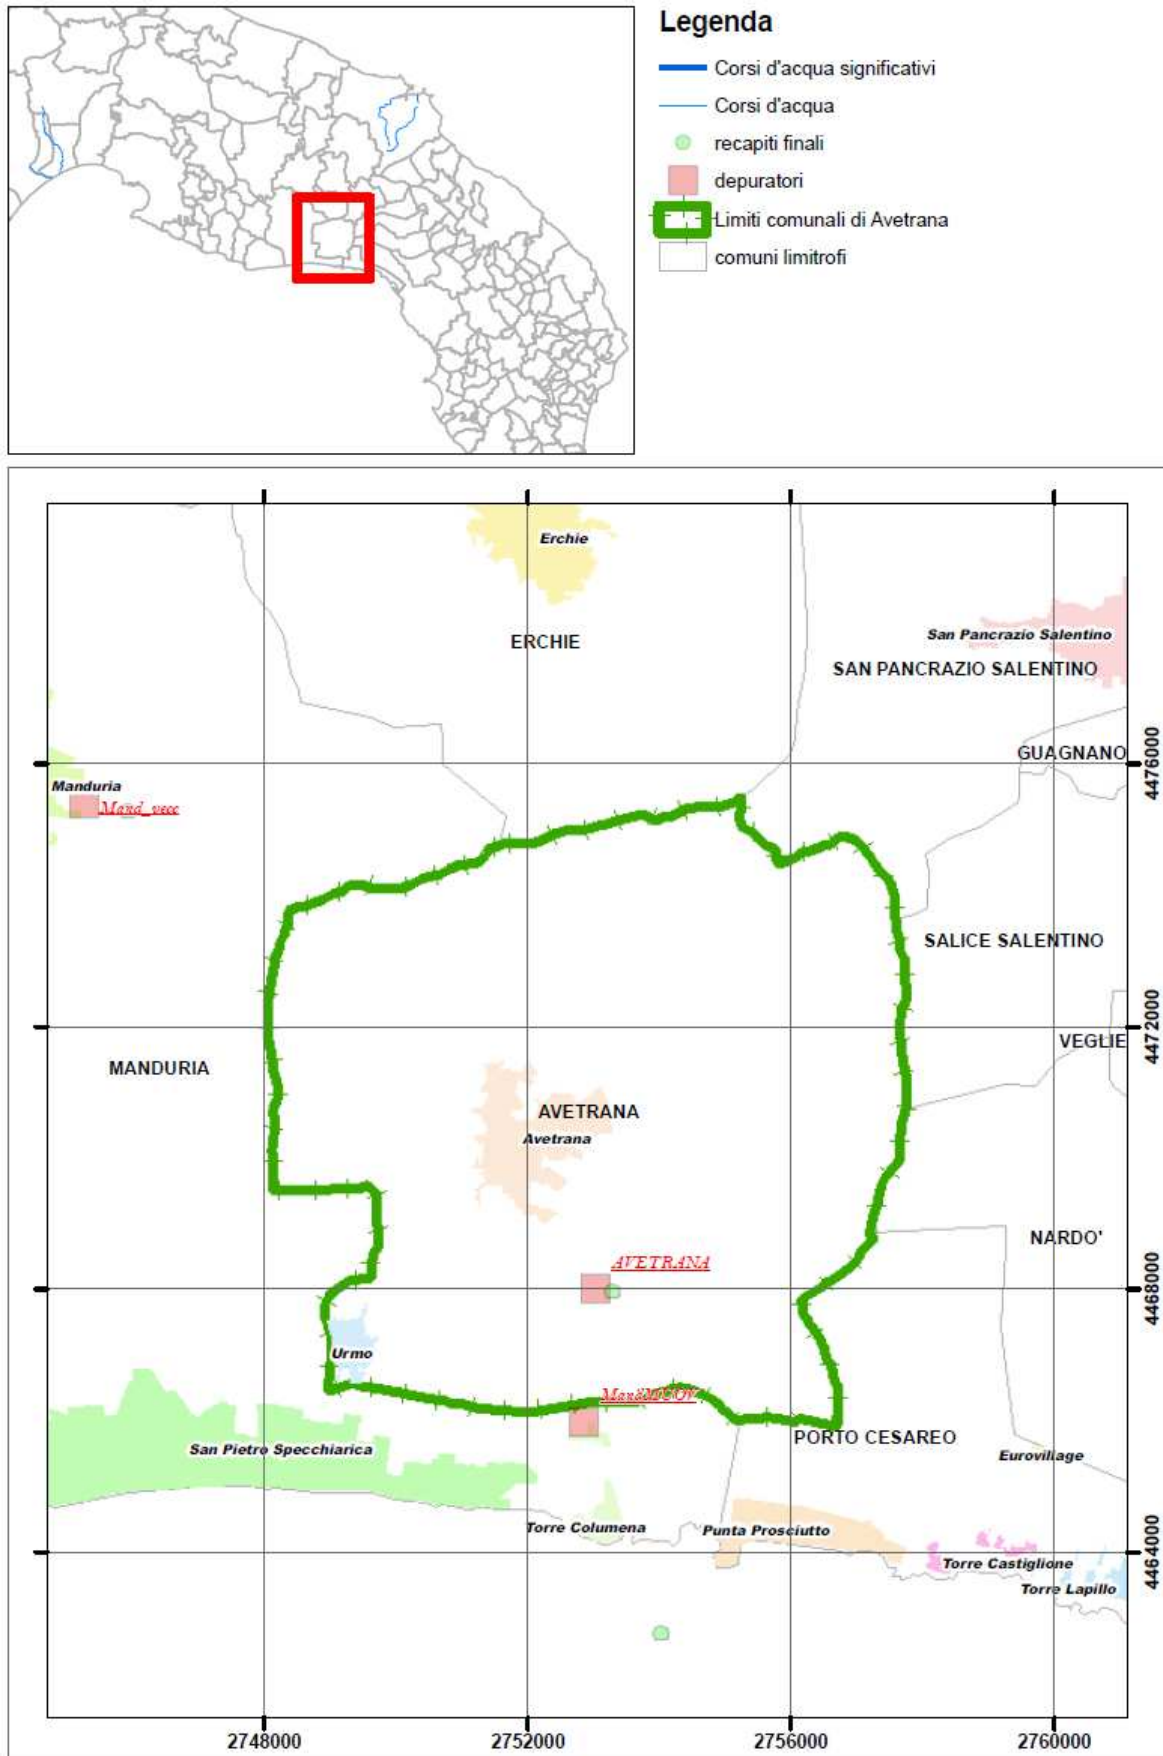 Legenda
Corsi d'acqua significativi
Corsi d'acqua
recapiti finali
depuratori
Limiti comunali di Avetrana
comuni limitrofi
Erchie
ERCHIE
San Pancrazio Salentino
SAN PANCRAZIO SALENTINO
GUAGNANO
4476000
Manduria
Mand_vecc
SALICE SALENTINO
4472000
VEGLIE
MANDURIA
AVETRANA
Avetrana
NARDO'
AVETRANA
4468000
Urmo
PORTO CESAREO
San Pietro Specchiarica
Eurovillage
Torre Columena
Punta Prosciutto
4464000
Torre Castiglione
Torre Lapillo
2748000
2752000
2756000
2760000